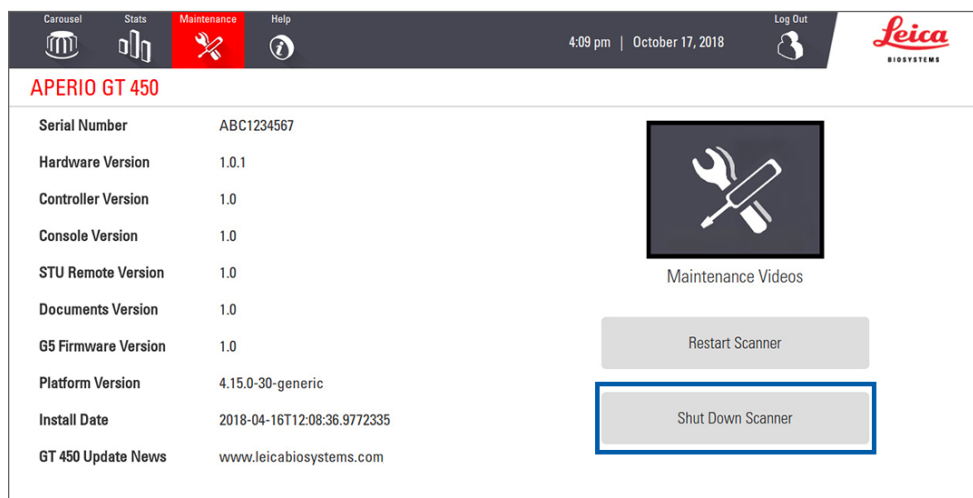 Carousel Stats Maintenance Help Log Out
4:09 pm | October 17, 2018
Leica
BIOSYSTEMS
APERIO GT 450
Serial Number ABC1234567
Hardware Version 1.0.1
Controller Version 1.0
Console Version 1.0
STU Remote Version 1.0
Documents Version 1.0
G5 Firmware Version 1.0
Platform Version 4.15.0-30-generic
Install Date 2018-04-16T12:08:36.9772335
GT 450 Update News www.leicabiosystems.com
Maintenance Videos
Restart Scanner
Shut Down Scanner